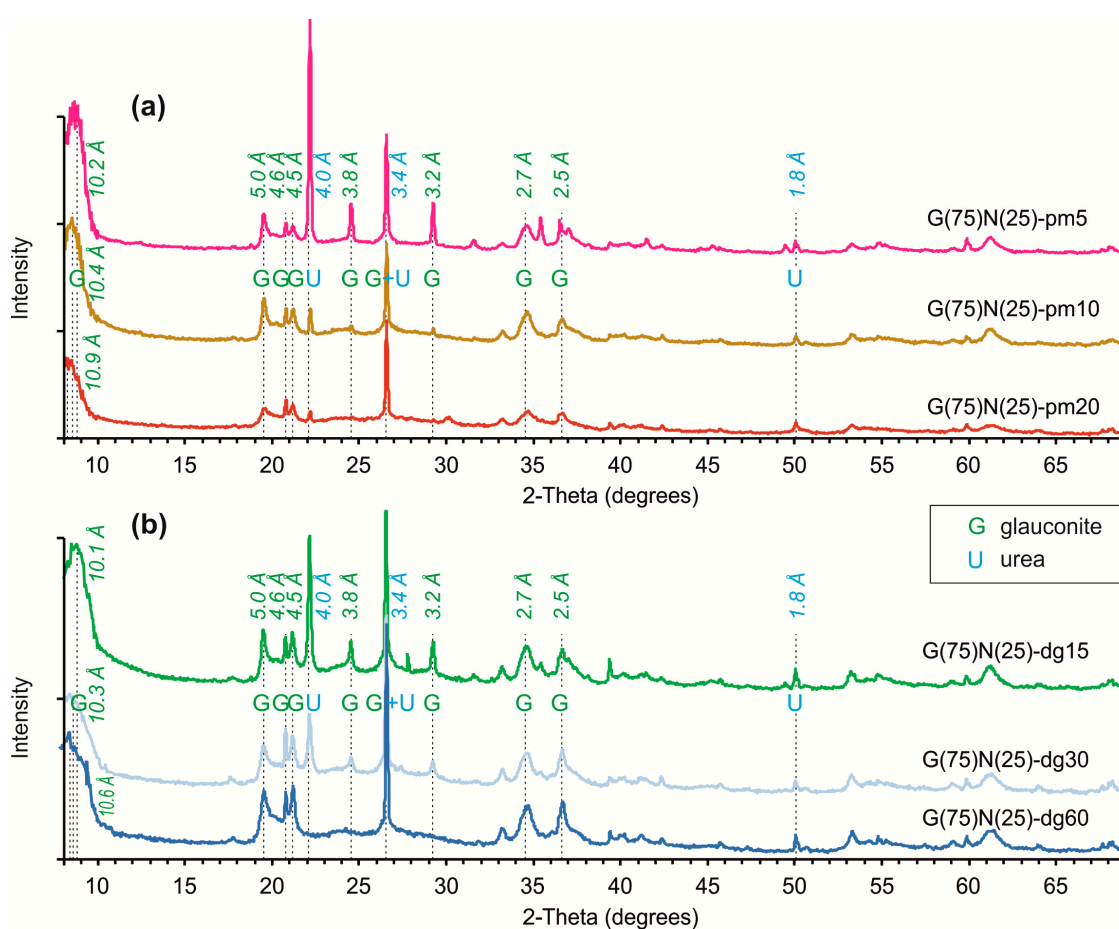 (a)
10.2 Å
5.0 Å
4.6 Å
4.5 Å
4.0 Å
3.8 Å
3.4 Å
3.2 Å
2.7 Å
2.5 Å
1.8 Å
G(75)N(25)-pm5
Intensity
G G G G U G G +U G G G U
10.4 Å
G(75)N(25)-pm10
10.9 Å
G(75)N(25)-pm20
10 15 20 25 30 35 40 45 50 55 60 65
2-Theta (degrees)
(b)
G glauconite
U urea
10.1 Å
5.0 Å
4.6 Å
4.5 Å
4.0 Å
3.8 Å
3.4 Å
3.2 Å
2.7 Å
2.5 Å
1.8 Å
G(75)N(25)-dg15
Intensity
G G G G U G G +U G G G U
10.3 Å
G(75)N(25)-dg30
10.6 Å
G(75)N(25)-dg60
10 15 20 25 30 35 40 45 50 55 60 65
2-Theta (degrees)